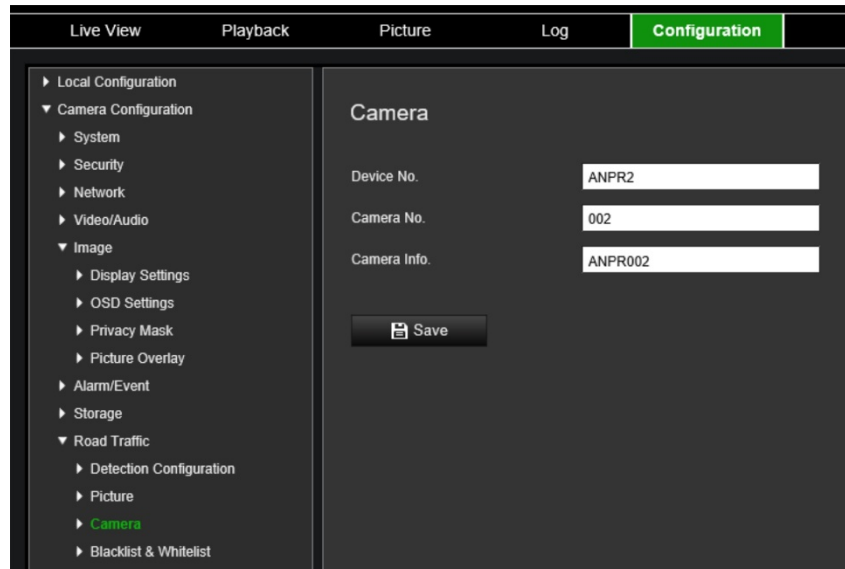 Live View Playback Picture Log Configuration
Local Configuration
Camera Configuration
System
Security
Network
Video/Audio
Image
Display Settings
OSD Settings
Privacy Mask
Picture Overlay
Alarm/Event
Storage
Road Traffic
Detection Configuration
Picture
Camera
Blacklist & Whitelist
Camera
Device No. ANPR2
Camera No. 002
Camera Info. ANPR002
Save